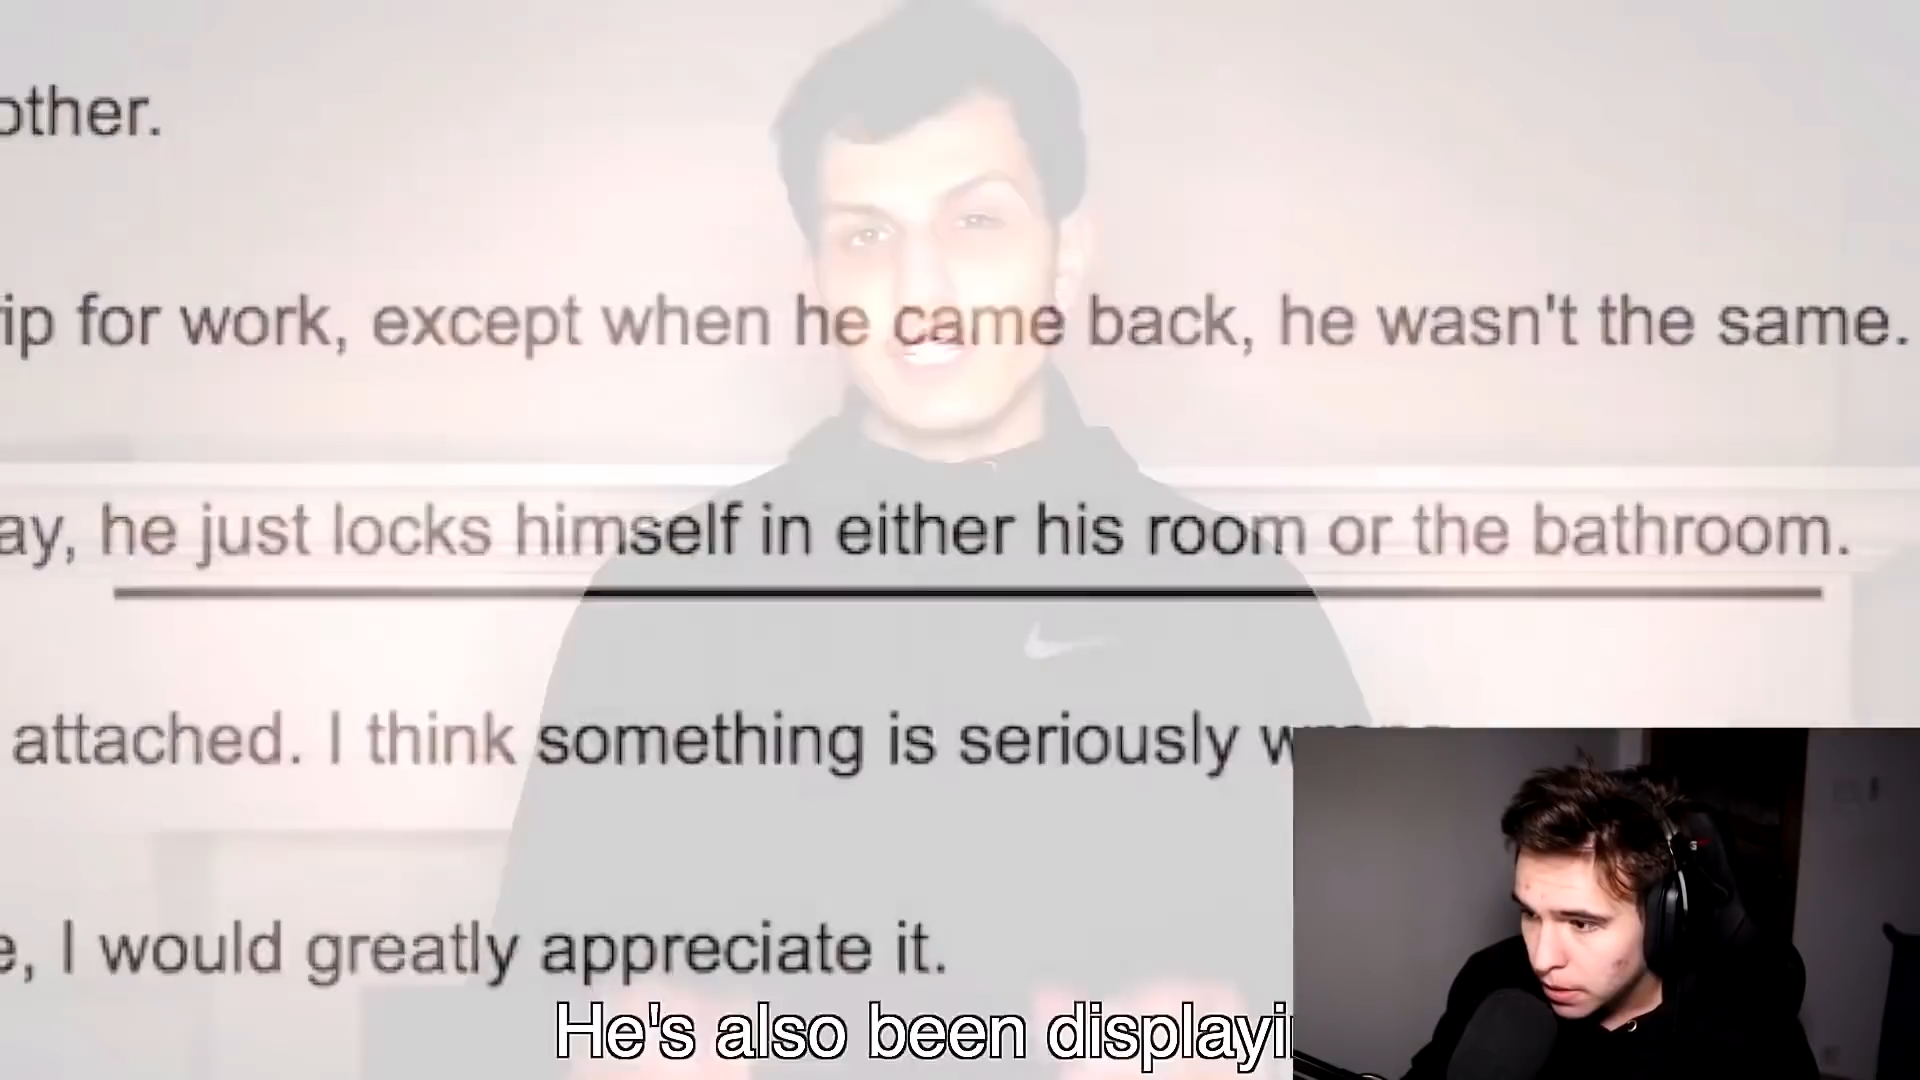 other.
ip for work, except when he came back, he wasn't the same.
ay, he just locks himself in either his room or the bathroom.
attached. I think something is seriously
e, I would greatly appreciate it.
He's also been displayi